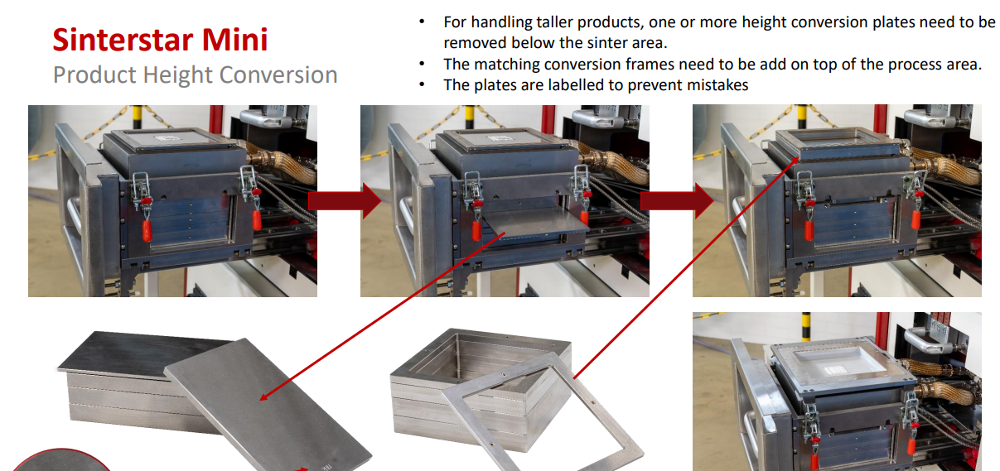 Sinterstar Mini
Product Height Conversion
• For handling taller products, one or more height conversion plates need to be
removed below the sinter area.
• The matching conversion frames need to be add on top of the process area.
• The plates are labelled to prevent mistakes